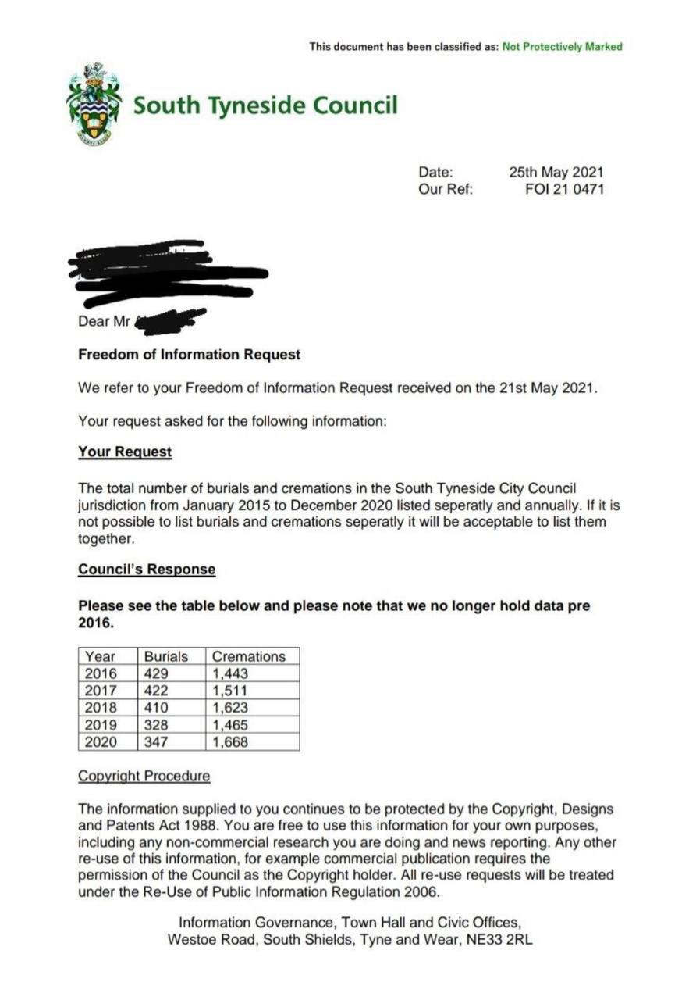 This document has been classified as: Not Protectively Marked
South Tyneside Council
Date: 25th May 2021
Our Ref: FOI 21 0471
Dear Mr
Freedom of Information Request
We refer to your Freedom of Information Request received on the 21st May 2021.
Your request asked for the following information:
Your Request
The total number of burials and cremations in the South Tyneside City Council
jurisdiction from January 2015 to December 2020 listed seperatly and annually. If it is
not possible to list burials and cremations seperatly it will be acceptable to list them
together.
Council's Response
Please see the table below and please note that we no longer hold data pre
2016.
Year Burials Cremations
2016 429 1,443
2017 422 1,511
2018 410 1,623
2019 328 1,465
2020 347 1,668
Copyright Procedure
The information supplied to you continues to be protected by the Copyright, Designs
and Patents Act 1988. You are free to use this information for your own purposes,
including any non-commercial research you are doing and news reporting. Any other
re-use of this information, for example commercial publication requires the
permission of the Council as the Copyright holder. All re-use requests will be treated
under the Re-Use of Public Information Regulation 2006.
Information Governance, Town Hall and Civic Offices,
Westoe Road, South Shields, Tyne and Wear, NE33 2RL